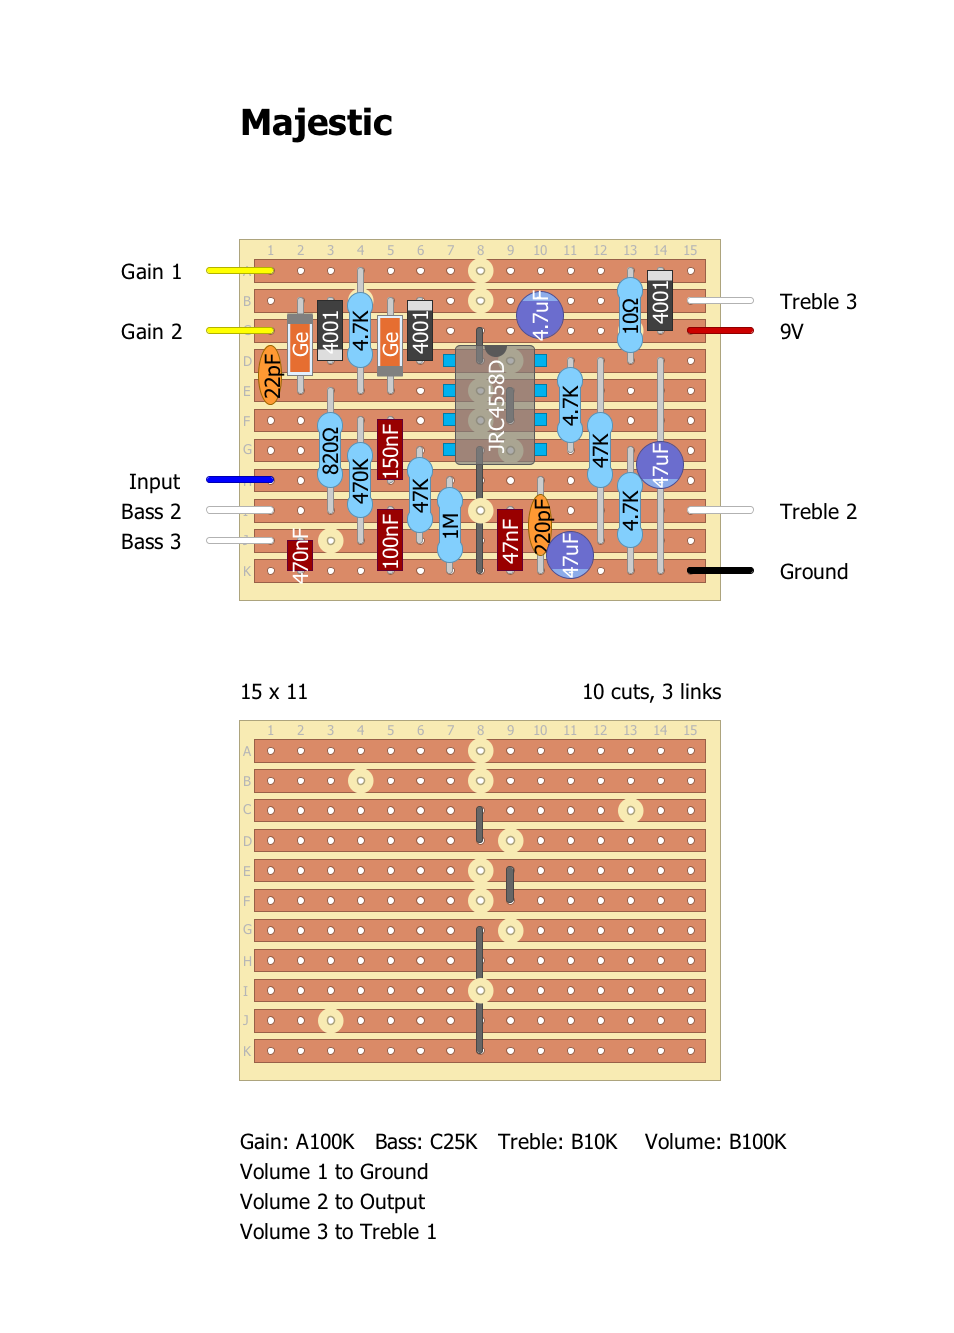 Majestic
1 2 3 4 5 6 7 8 9 10 11 12 13 14 15
Gain 1
B
Treble 3
Gain 2
9V
Ge
4001
4.7K
Ge
4001
4.7uF
10Ω
4001
22pF
D
E
F
G
820Ω
470K
150nF
47K
1M
JRC4558D
4.7K
47K
4.7K
47uF
Input
Bass 2
Treble 2
Bass 3
470nF
100nF
47nF
220pF
47uF
K
Ground
15 x 11 10 cuts, 3 links
1 2 3 4 5 6 7 8 9 10 11 12 13 14 15
A
B
C
D
E
F
G
H
I
J
K
Gain: A100K Bass: C25K Treble: B10K Volume: B100K
Volume 1 to Ground
Volume 2 to Output
Volume 3 to Treble 1